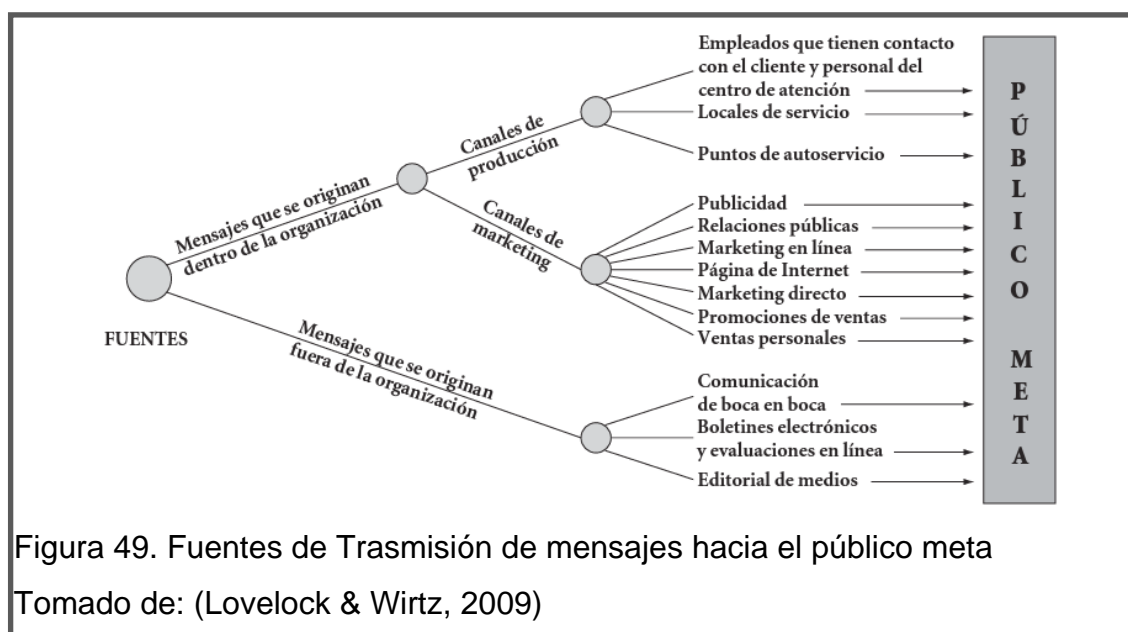 FUENTES
Mensajes que se originan
dentro de la organización
Mensajes que se originan
fuera de la organización
Canales de
producción
Canales de
marketing
Empleados que tienen contacto
con el cliente y personal del
centro de atención
Locales de servicio
Puntos de autoservicio
Publicidad
Relaciones públicas
Marketing en línea
Página de Internet
Marketing directo
Promociones de ventas
Ventas personales
Comunicación
de boca en boca
Boletines electrónicos
y evaluaciones en línea
Editorial de medios
PÚBLICO META
Figura 49. Fuentes de Trasmisión de mensajes hacia el público meta
Tomado de: (Lovelock & Wirtz, 2009)